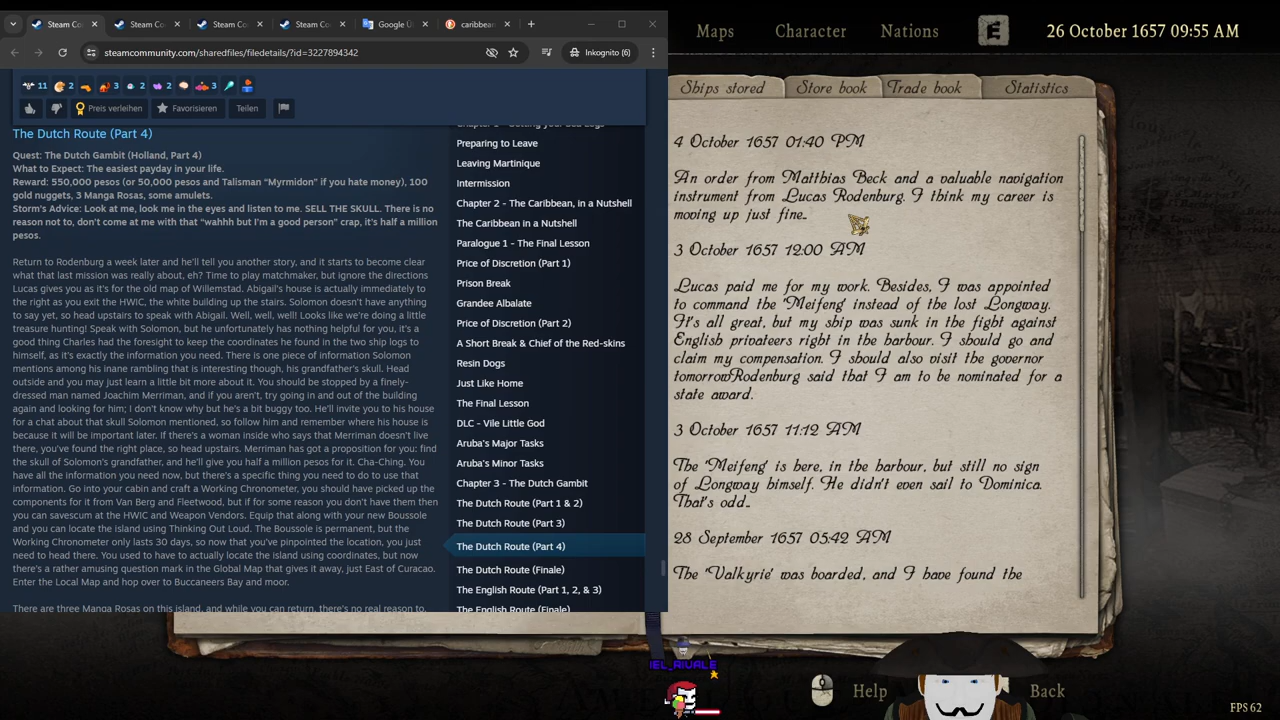 Steam Co
Steam Co
Steam Co
Steam Co
Google Ü
caribbea
steamcommunity.com/sharedfiles/filedetails/?id=3227894342
Inkognito (6)
11 2 3 2 2 3
Preis verleihen
Favorisieren
Teilen
The Dutch Route (Part 4)
Quest: The Dutch Gambit (Holland, Part 4)
What to Expect: The easiest payday in your life.
Reward: 550,000 pesos (or 50,000 pesos and Talisman “Myrmidon” if you hate money), 100
gold nuggets, 3 Manga Rosas, some amulets.
Storm's Advice: Look at me, look me in the eyes and listen to me. SELL THE SKULL. There is no
reason not to, don't come at me with that “wahhh but I'm a good person” crap, it's half a million
pesos.
Return to Rodenburg a week later and he'll tell you another story, and it starts to become clear
what that last mission was really about, eh? Time to play matchmaker, but ignore the directions
Lucas gives you as it's for the old map of Willemstad. Abigail's house is actually immediately to
the right as you exit the HWIC, the white building up the stairs. Solomon doesn't have anything
to say yet, so head upstairs to speak with Abigail. Well, well, well! Looks like we're doing a little
treasure hunting! Speak with Solomon, but he unfortunately has nothing helpful for you, it's a
good thing Charles had the foresight to keep the coordinates he found in the two ship logs to
himself, as it's exactly the information you need. There is one piece of information Solomon
mentions among his inane rambling that is interesting though, his grandfather's skull. Head
outside and you may just learn a little bit more about it. You should be stopped by a finely-
dressed man named Joachim Merriman, and if you aren't, try going in and out of the building
again and looking for him; I don't know why but he's a bit buggy too. He'll invite you to his house
for a chat about that skull Solomon mentioned, so follow him and remember where his house is
because it will be important later. If there's a woman inside who says that Merriman doesn't live
there, you've found the right place, so head upstairs. Merriman has got a proposition for you: find
the skull of Solomon's grandfather, and he'll give you half a million pesos for it. Cha-Ching. You
have all the information you need now, but there's a specific thing you need to do to use that
information. Go into your cabin and craft a Working Chronometer, you should have picked up the
components for it from Van Berg and Fleetwood, but if for some reason you don't have them then
you can savescum at the HWIC and Weapon Vendors. Equip that along with your new Boussole
and you can locate the island using Thinking Out Loud. The Boussole is permanent, but the
Working Chronometer only lasts 30 days, so now that you've pinpointed the location, you just
need to head there. You used to have to actually locate the island using coordinates, but now
there's a rather amusing question mark in the Global Map that gives it away, just East of Curacao.
Enter the Local Map and hop over to Buccaneers Bay and moor.
There are three Manga Rosas on this island, and while you can return, there's no real reason to,
Preparing to Leave
Leaving Martinique
Intermission
Chapter 2 - The Caribbean, in a Nutshell
The Caribbean in a Nutshell
Paralogue 1 - The Final Lesson
Price of Discretion (Part 1)
Prison Break
Grandee Albalate
Price of Discretion (Part 2)
A Short Break & Chief of the Red-skins
Resin Dogs
Just Like Home
The Final Lesson
DLC - Vile Little God
Aruba's Major Tasks
Aruba's Minor Tasks
Chapter 3 - The Dutch Gambit
The Dutch Route (Part 1 & 2)
The Dutch Route (Part 3)
The Dutch Route (Part 4)
The Dutch Route (Finale)
The English Route (Part 1, 2, & 3)
The English Route (Finale)
Maps
Character
Nations
E
26 October 1657 09:55 AM
Ships stored
Store book
Trade book
Statistics
4 October 1657 01:40 PM
An order from Matthias Beck and a valuable navigation
instrument from Lucas Rodenburg. I think my career is
moving up just fine..
3 October 1657 12:00 AM
Lucas paid me for my work. Besides, I was appointed
to command the 'Meifeng' instead of the lost Longway.
It's all great, but my ship was sunk in the fight against
English privateers right in the harbour. I should go and
claim my compensation. I should also visit the governor
tomorrowRodenburg said that I am to be nominated for a
state award.
3 October 1657 11:12 AM
The 'Meifeng' is here, in the harbour, but still no sign
of Longway himself. He didn't even sail to Dominica.
That's odd..
28 September 1657 05:42 AM
The 'Valkyrie' was boarded, and I have found the
Help
Back
FPS 62